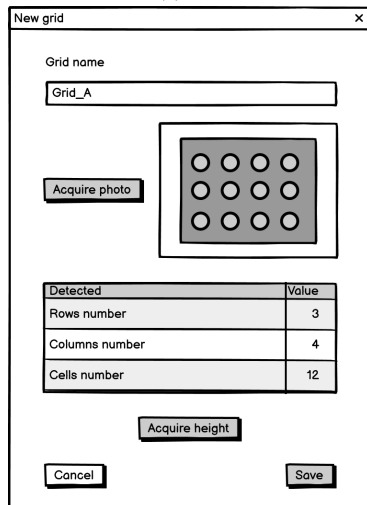 New grid ×
Grid name
Grid_A
Acquire photo
Detected Value
Rows number 3
Columns number 4
Cells number 12
Acquire height
Cancel Save